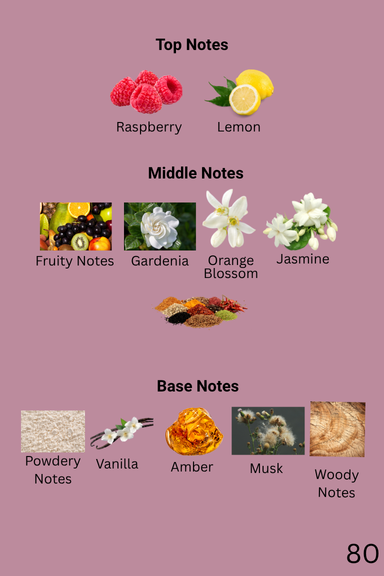 Top Notes
Raspberry Lemon
Middle Notes
Fruity Notes Gardenia Orange Blossom Jasmine
Base Notes
Powdery Notes Vanilla Amber Musk Woody Notes
80